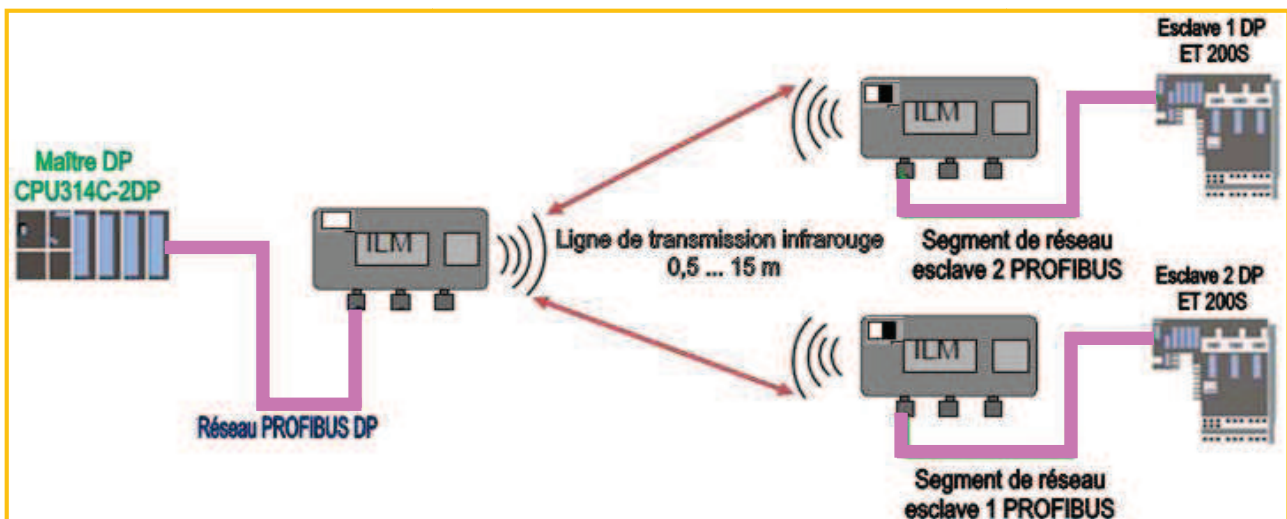 Esclave 1 DP
ET 200S
ILM
Maître DP
CPU314C-2DP
ILM
Ligne de transmission infrarouge
0,5 ... 15 m
Segment de réseau
esclave 2 PROFIBUS
Esclave 2 DP
ET 200S
ILM
Réseau PROFIBUS DP
Segment de réseau
esclave 1 PROFIBUS